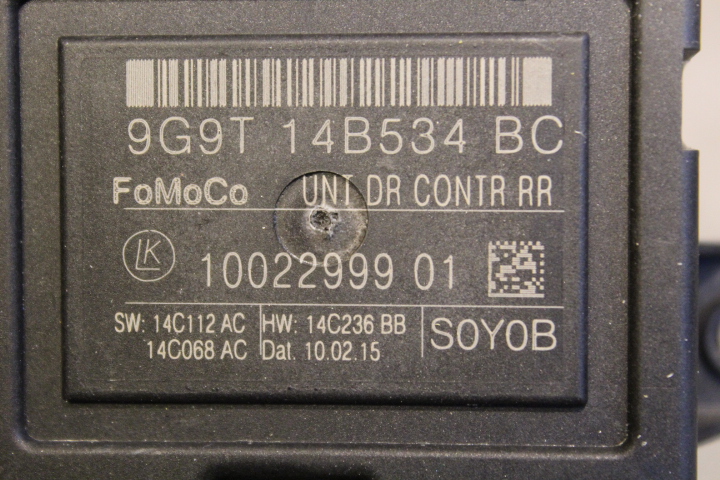 9G9T 14B534 BC
FoMoCo UNT DR CONTR RR
LK 10022999 01
SW: 14C112 AC HW: 14C236 BB S0Y0B
14C068 AC Dat. 10.02.15